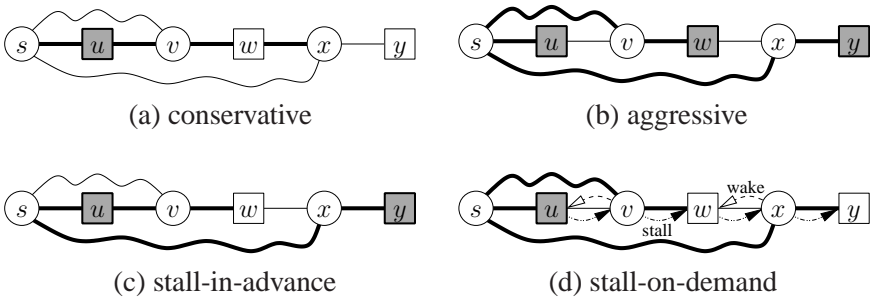 s u v w x y
(a) conservative
s u v w x y
(b) aggressive
s u v w x y
(c) stall-in-advance
s u v w x y
wake
stall
(d) stall-on-demand